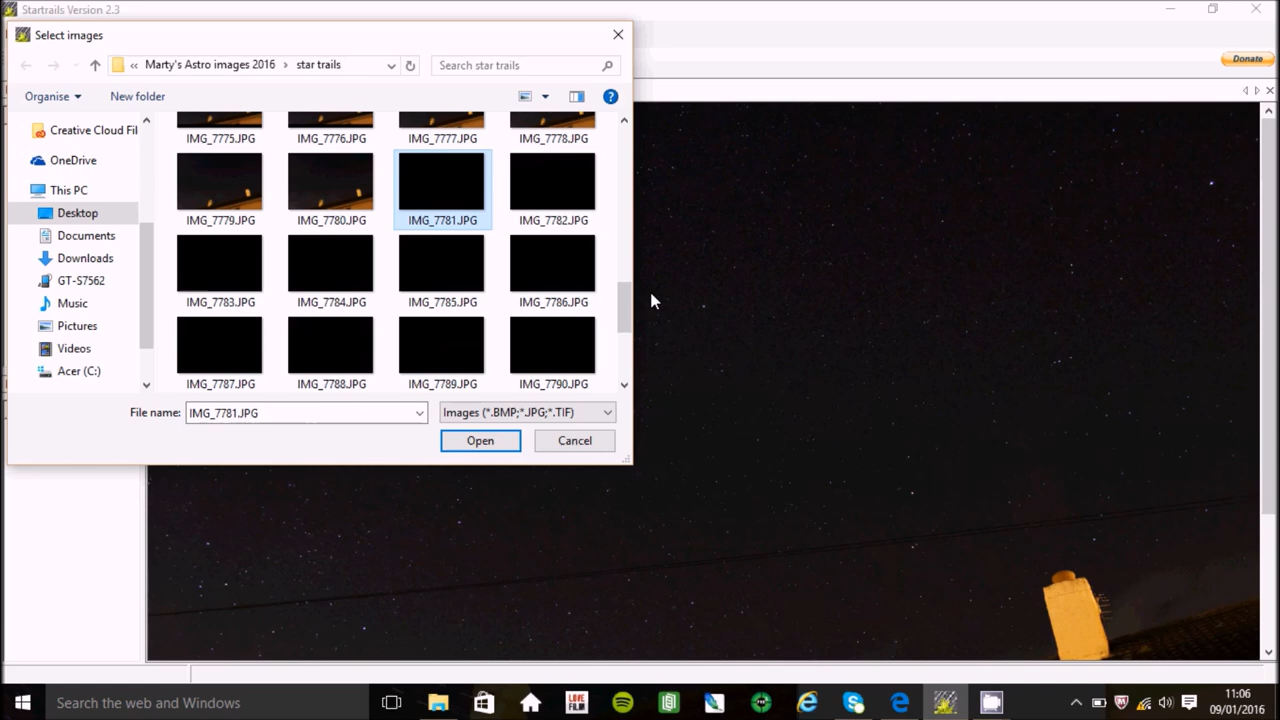 Startrails Version 2.3
Select images
« Marty's Astro images 2016 > star trails
Search star trails
Donate
Organise
New folder
Creative Cloud Fil
OneDrive
This PC
Desktop
Documents
Downloads
GT-S7562
Music
Pictures
Videos
Acer (C:)
IMG_7775.JPG IMG_7776.JPG IMG_7777.JPG IMG_7778.JPG
IMG_7779.JPG IMG_7780.JPG IMG_7781.JPG IMG_7782.JPG
IMG_7783.JPG IMG_7784.JPG IMG_7785.JPG IMG_7786.JPG
IMG_7787.JPG IMG_7788.JPG IMG_7789.JPG IMG_7790.JPG
File name: IMG_7781.JPG Images (*.BMP;*.JPG;*.TIF)
Open Cancel
Search the web and Windows
LOVE
FILM
11:06
09/01/2016